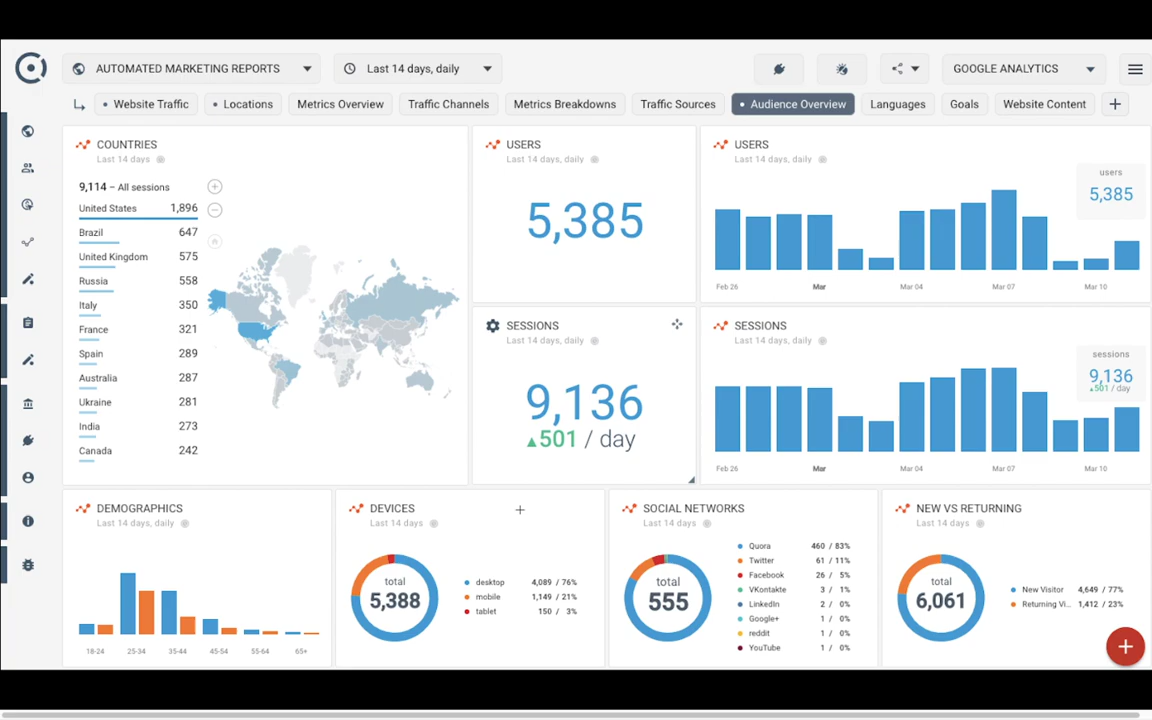 AUTOMATED MARKETING REPORTS
Last 14 days, daily
GOOGLE ANALYTICS
Website Traffic
Locations
Metrics Overview
Traffic Channels
Metrics Breakdowns
Traffic Sources
Audience Overview
Languages
Goals
Website Content
COUNTRIES
Last 14 days
9,114 – All sessions
United States 1,896
Brazil 647
United Kingdom 575
Russia 558
Italy 350
France 321
Spain 289
Australia 287
Ukraine 281
India 273
Canada 242
USERS
Last 14 days, daily
5,385
USERS
Last 14 days, daily
users
5,385
Feb 26 Mar Mar 04 Mar 07 Mar 10
SESSIONS
Last 14 days, daily
9,136
▲501 / day
SESSIONS
Last 14 days, daily
sessions
9,136
▲501 / day
Feb 26 Mar Mar 04 Mar 07 Mar 10
DEMOGRAPHICS
Last 14 days, daily
18-24 25-34 35-44 45-54 55-64 65+
DEVICES
Last 14 days
total
5,388
desktop 4,089 / 76%
mobile 1,149 / 21%
tablet 150 / 3%
SOCIAL NETWORKS
Last 14 days
total
555
Quora 460 / 83%
Twitter 61 / 11%
Facebook 26 / 5%
VKontakte 3 / 1%
LinkedIn 2 / 0%
Google+ 1 / 0%
reddit 1 / 0%
YouTube 1 / 0%
NEW VS RETURNING
Last 14 days
total
6,061
New Visitor 4,649 / 77%
Returning Vi... 1,412 / 23%